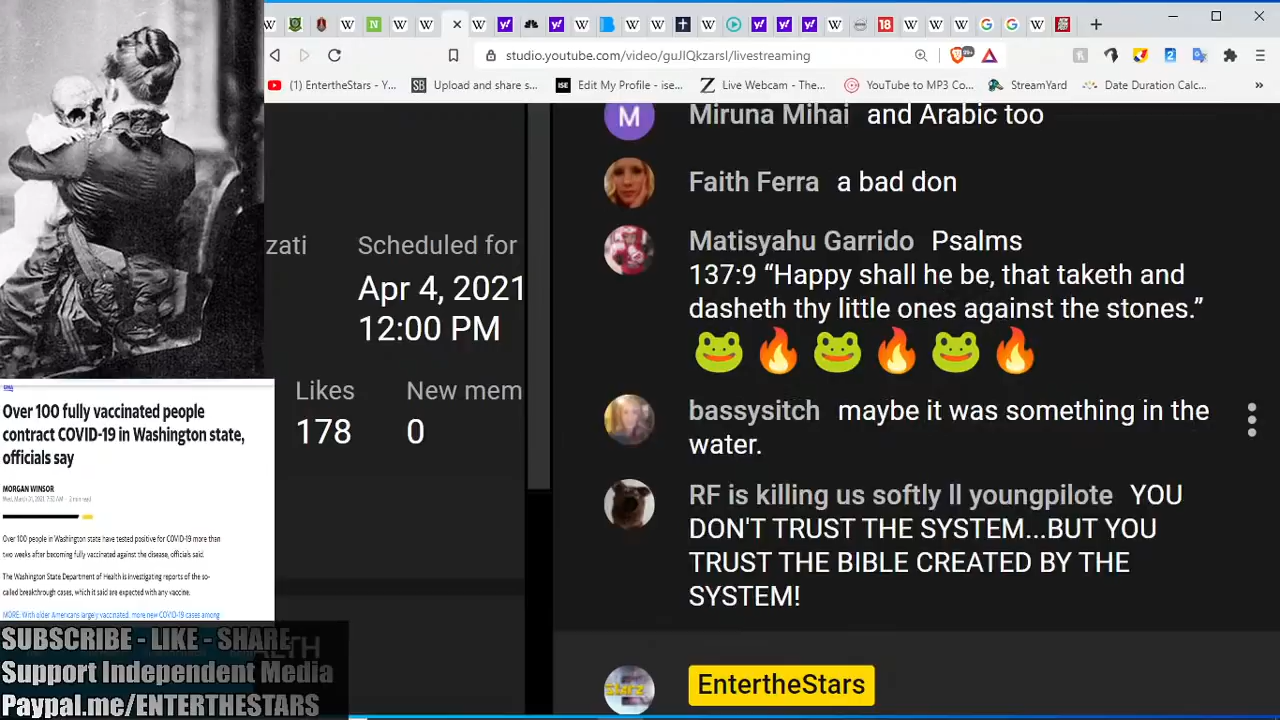 studio.youtube.com/video/guJIQkzarsI/livestreaming
99+
(1) EntertheStars - Y...
Upload and share s...
Edit My Profile - ise...
Live Webcam - The...
YouTube to MP3 Co...
StreamYard
Date Duration Calc...
»
M
Miruna Mihai and Arabic too
Faith Ferra a bad don
Matisyahu Garrido Psalms
137:9 “Happy shall he be, that taketh and
dasheth thy little ones against the stones.”
🐸🔥🐸🔥🐸🔥
bassysitch maybe it was something in the
water.
RF is killing us softly ll youngpilote YOU
DON'T TRUST THE SYSTEM...BUT YOU
TRUST THE BIBLE CREATED BY THE
SYSTEM!
EntertheStars
zati
Scheduled for
Apr 4, 2021
12:00 PM
Likes
178
New mem
0
Over 100 fully vaccinated people
contract COVID-19 in Washington state,
officials say
MORGAN WINSOR
Over 100 people in Washington state have tested positive for COVID-19 more than
two weeks after becoming fully vaccinated against the disease, officials said.
The Washington State Department of Health is investigating reports of the so-
called breakthrough cases, which it said are expected with any vaccine.
MORE: With older Americans largely vaccinated, more new COVID-19 cases among
SUBSCRIBE - LIKE - SHARE
Support Independent Media
Paypal.me/ENTERTHESTARS